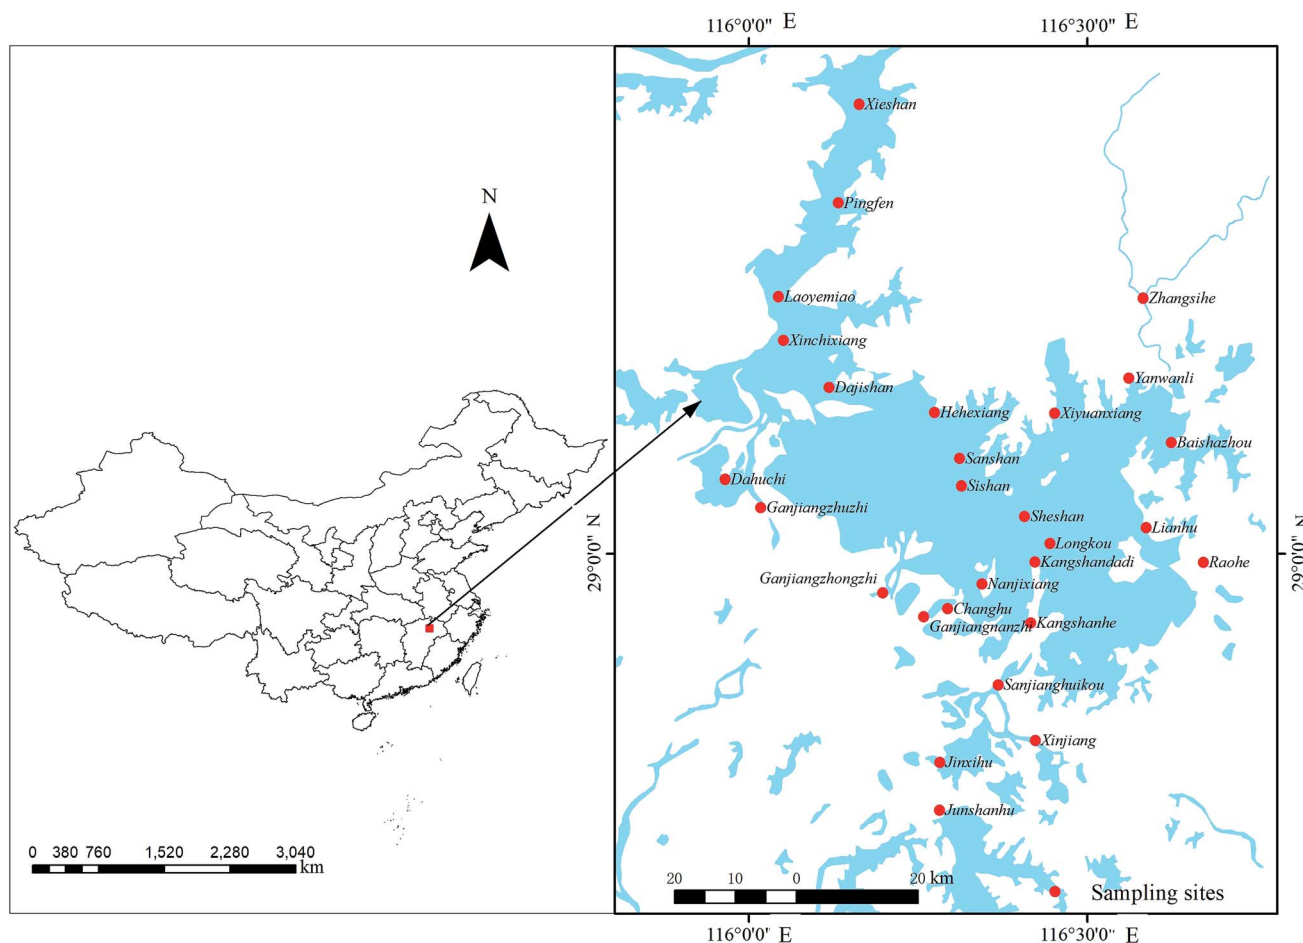 116°0'0" E
116°30'0" E
Xieshan
N
Pingfen
Laoyemiao
Zhangsihe
Xinchixiang
Yanwanli
Dajishan
Hehexiang
Xiyuanxiang
Baishazhou
Sanshan
Dahuchi
Sishan
Ganjiangzhuzhi
Sheshan
Lianhu
29°0'0" N
29°0'0" N
Longkou
Kangshandadi
Raohe
Ganjiangzhongzhi
Nanjixiang
Changhu
Ganjiangnanzhi
Kangshanhe
Sanjianghuikou
Xinjiang
Jinxihu
Junshanhu
0 380 760 1,520 2,280 3,040
km
20 10 0 20 km
Sampling sites
116°0'0" E
116°30'0" E